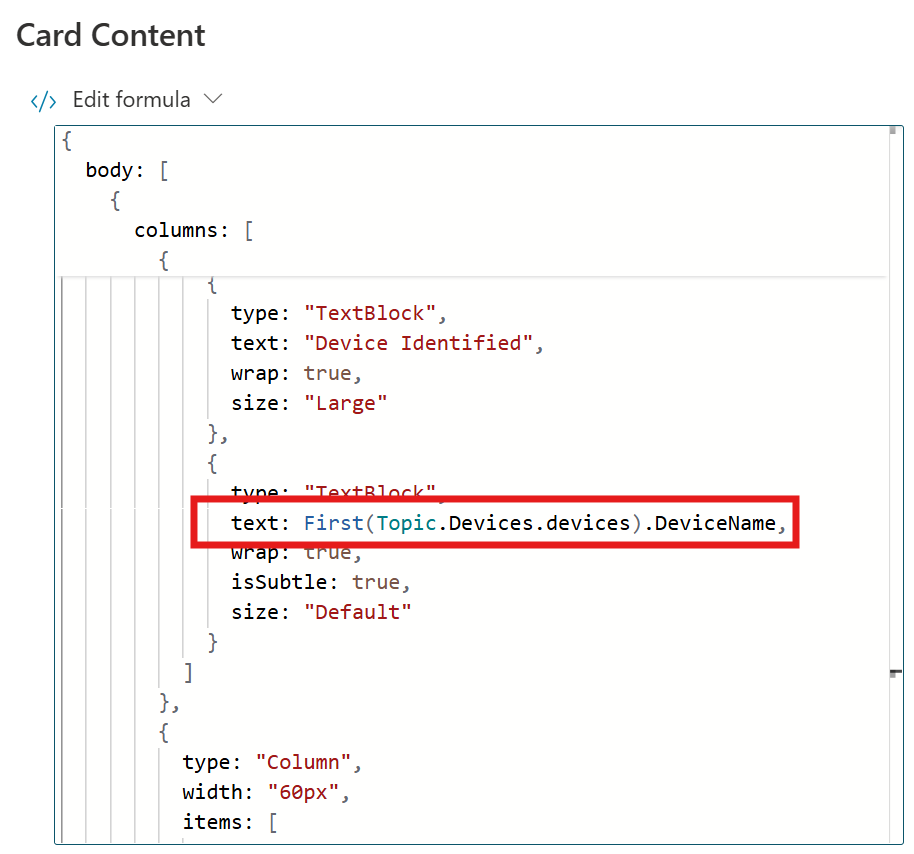 Card Content
</> Edit formula
{
body: [
{
columns: [
{
{
type: "TextBlock",
text: "Device Identified",
wrap: true,
size: "Large"
},
{
type: "TextBlock",
text: First(Topic.Devices.devices).DeviceName,
wrap: true,
isSubtle: true,
size: "Default"
}
]
},
{
type: "Column",
width: "60px",
items: [